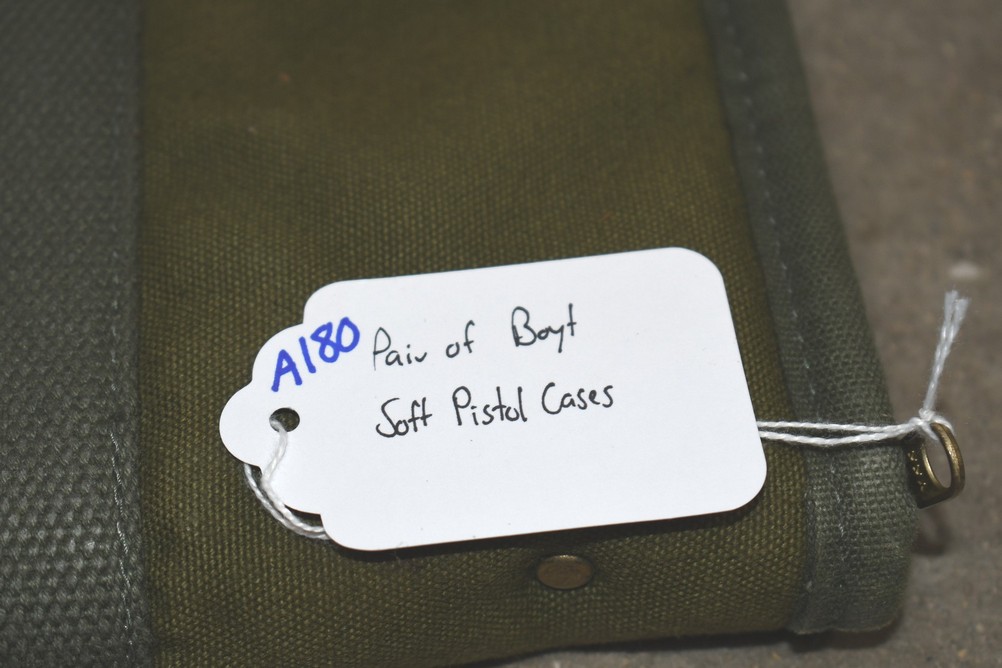 A180 Pair of Boyt
Soft Pistol Cases